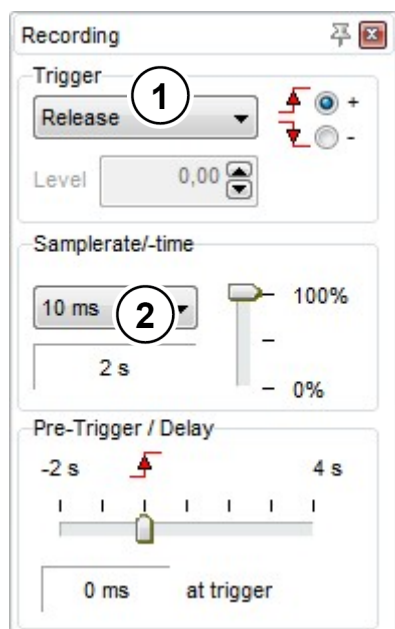 Recording
Trigger
1
Release
+
-
Level 0,00
Samplerate/-time
10 ms 2 100%
2 s
0%
Pre-Trigger / Delay
-2 s 4 s
0 ms at trigger